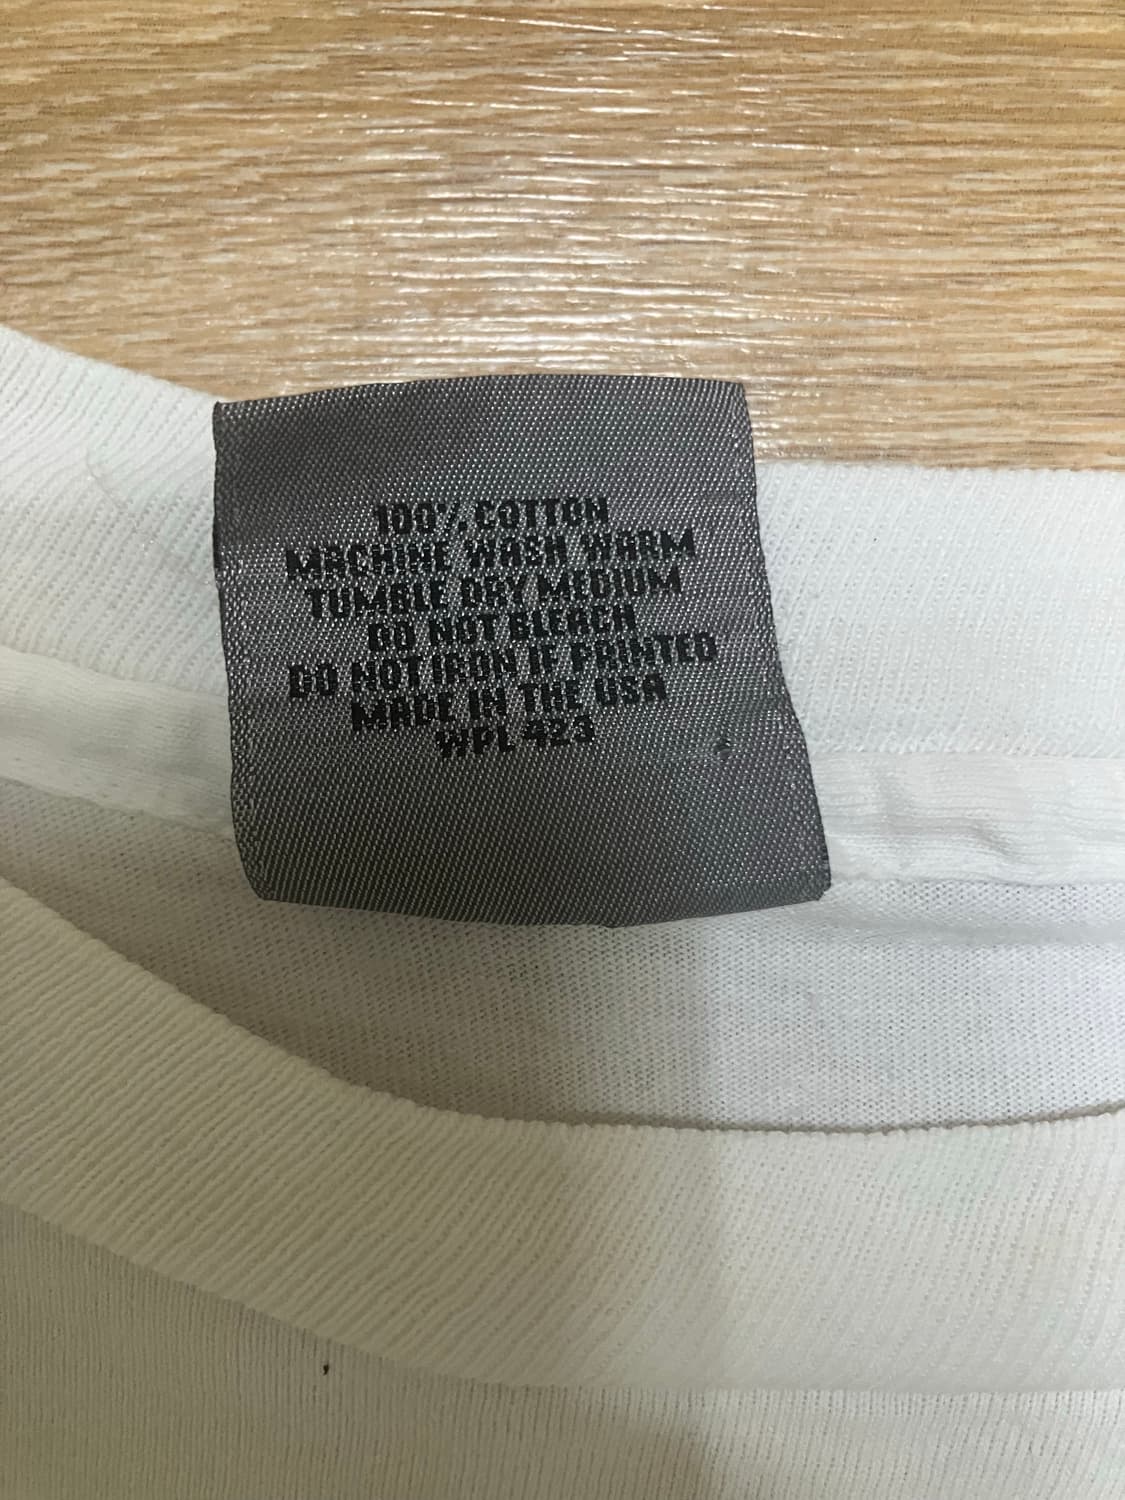 100% COTTON
MACHINE WASH WARM
TUMBLE DRY MEDIUM
DO NOT BLEACH
DO NOT IRON IF PRINTED
MADE IN THE USA
WPL 423